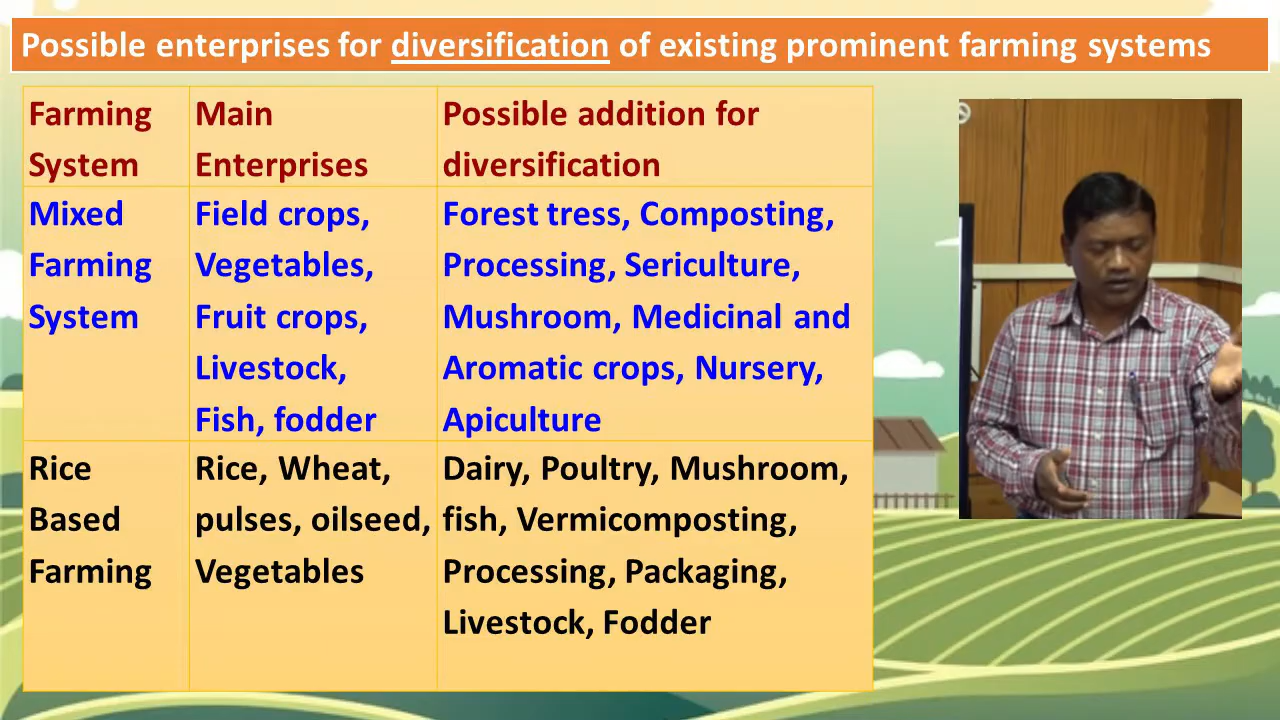 Possible enterprises for diversification of existing prominent farming systems
Farming System
Main Enterprises
Possible addition for diversification
Mixed Farming System
Field crops,
Vegetables,
Fruit crops,
Livestock,
Fish, fodder
Forest tress, Composting,
Processing, Sericulture,
Mushroom, Medicinal and
Aromatic crops, Nursery,
Apiculture
Rice Based Farming
Rice, Wheat,
pulses, oilseed,
Vegetables
Dairy, Poultry, Mushroom,
fish, Vermicomposting,
Processing, Packaging,
Livestock, Fodder